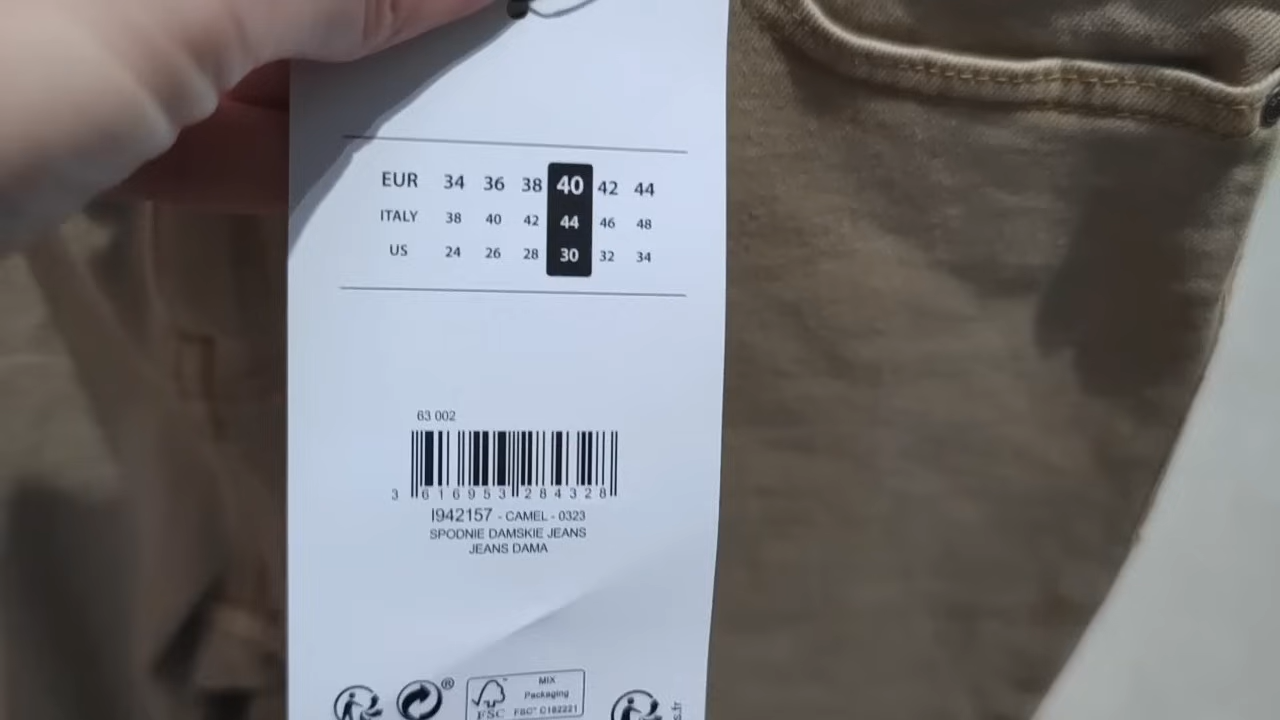 EUR 34 36 38 40 42 44
ITALY 38 40 42 44 46 48
US 24 26 28 30 32 34
63 002
3 616953 284328
I942157 - CAMEL - 0323
SPODNIE DAMSKIE JEANS
JEANS DAMA
®
MIX
Packaging
FSC™ C182221
FSC
s.fr